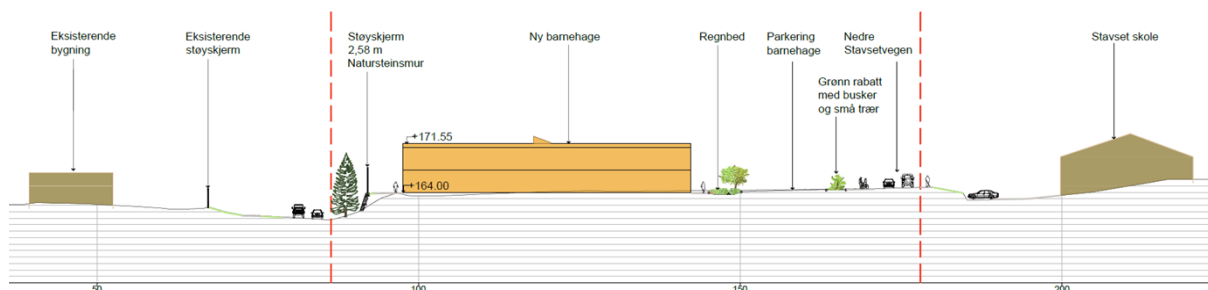 Eksisterende
bygning
Eksisterende
støyskjerm
Støyskjerm
2,58 m
Natursteinsmur
Ny barnehage
Regnbed
Parkering
barnehage
Nedre
Stavsetvegen
Grønn rabatt
med busker
og små trær
Stavset skole
+171.55
+164.00
50
100
150
200